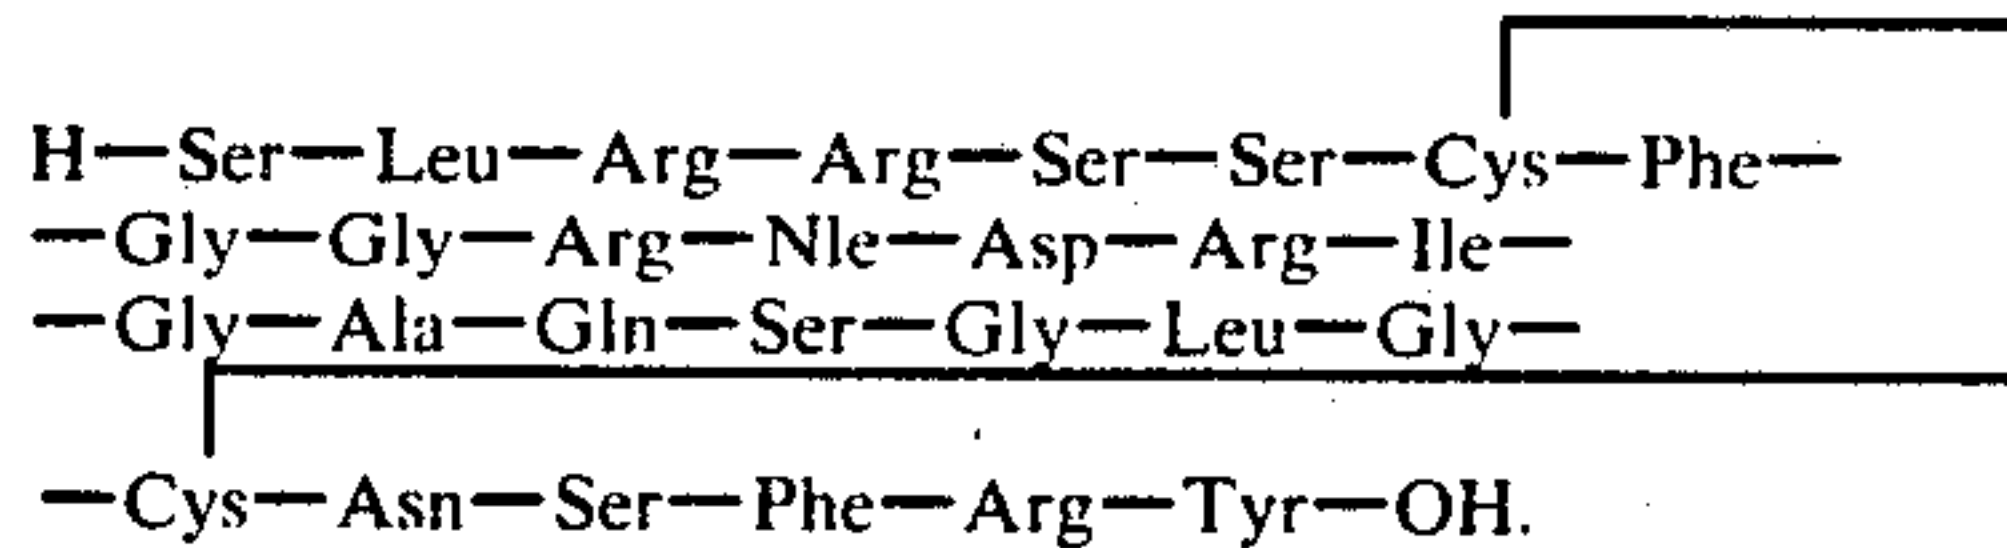 H—Ser—Leu—Arg—Arg—Ser—Ser—Cys—Phe—
—Gly—Gly—Arg—Nle—Asp—Arg—Ile—
—Gly—Ala—Gln—Ser—Gly—Leu—Gly—
—Cys—Asn—Ser—Phe—Arg—Tyr—OH.